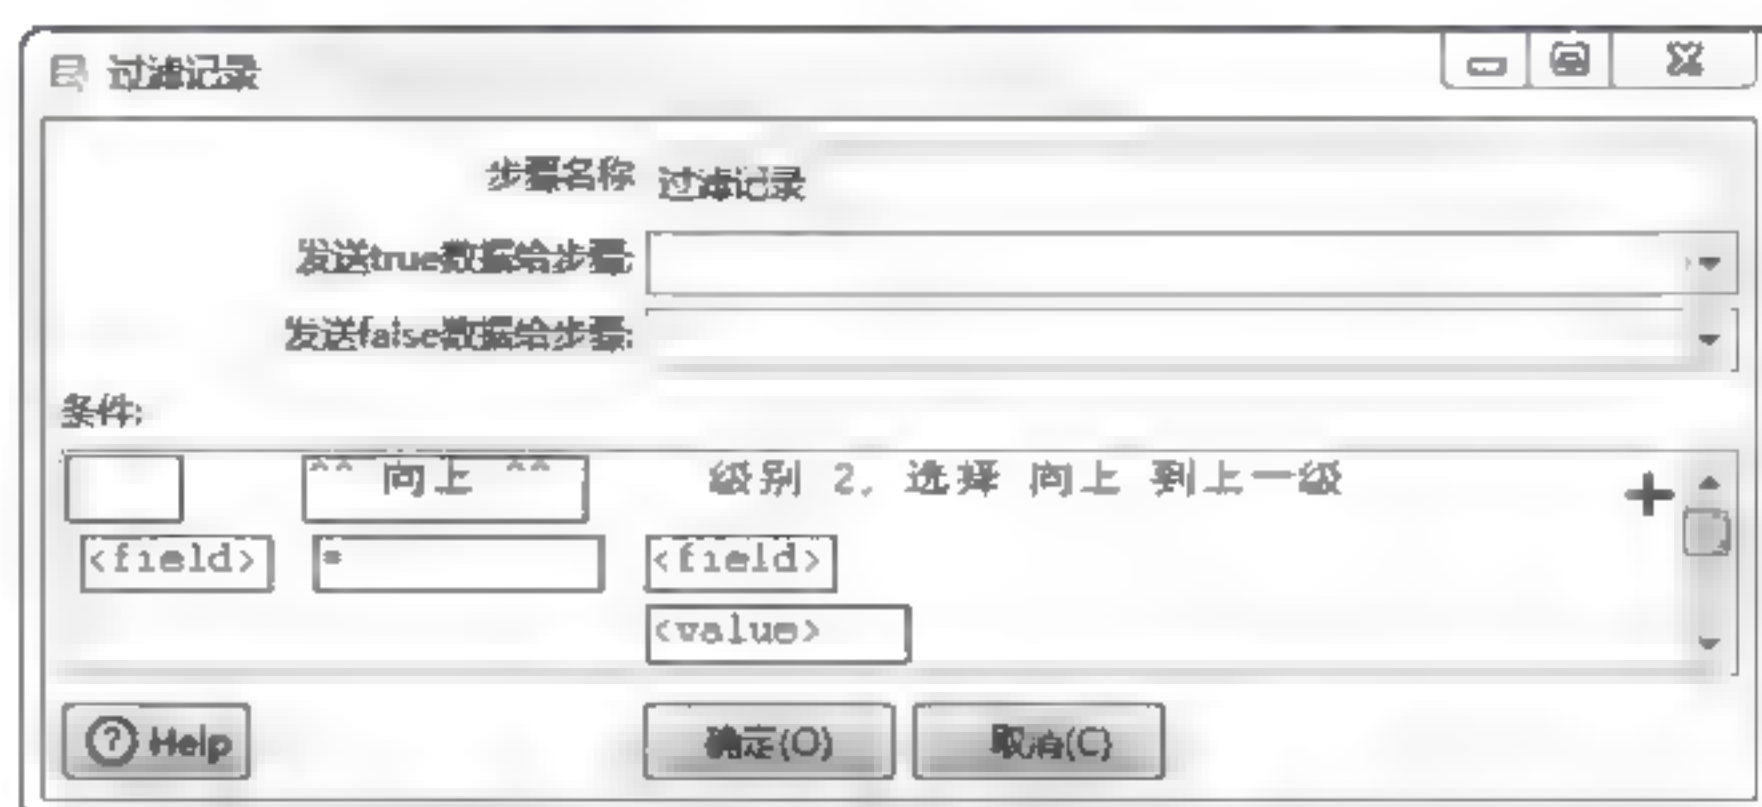 过滤记录
步骤名称 过滤记录
发送true数据给步骤:
发送false数据给步骤:
条件:
^^ 向上 ^^ 级别 2, 选择 向上 到上一级
<field> = <field>
<value>
Help 确定(O) 取消(C)